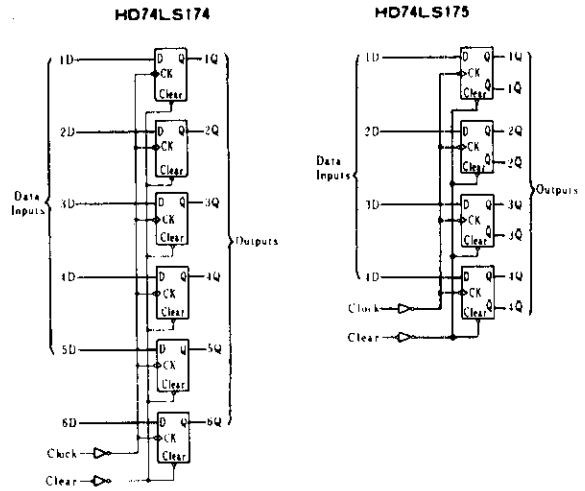 HD74LS174
1D D Q 1Q
CK
Clear
2D D Q 2Q
CK
Clear
Data
Inputs
3D D Q 3Q
CK
Clear
Outputs
4D D Q 4Q
CK
Clear
5D D Q 5Q
CK
Clear
6D D Q 6Q
CK
Clear
Clock
Clear
HD74LS175
1D D Q 1Q
CK Q 1Q
Clear
2D D Q 2Q
CK Q 2Q
Clear
Data
Inputs
Outputs
3D D Q 3Q
CK Q 3Q
Clear
4D D Q 4Q
CK Q 4Q
Clear
Clock
Clear